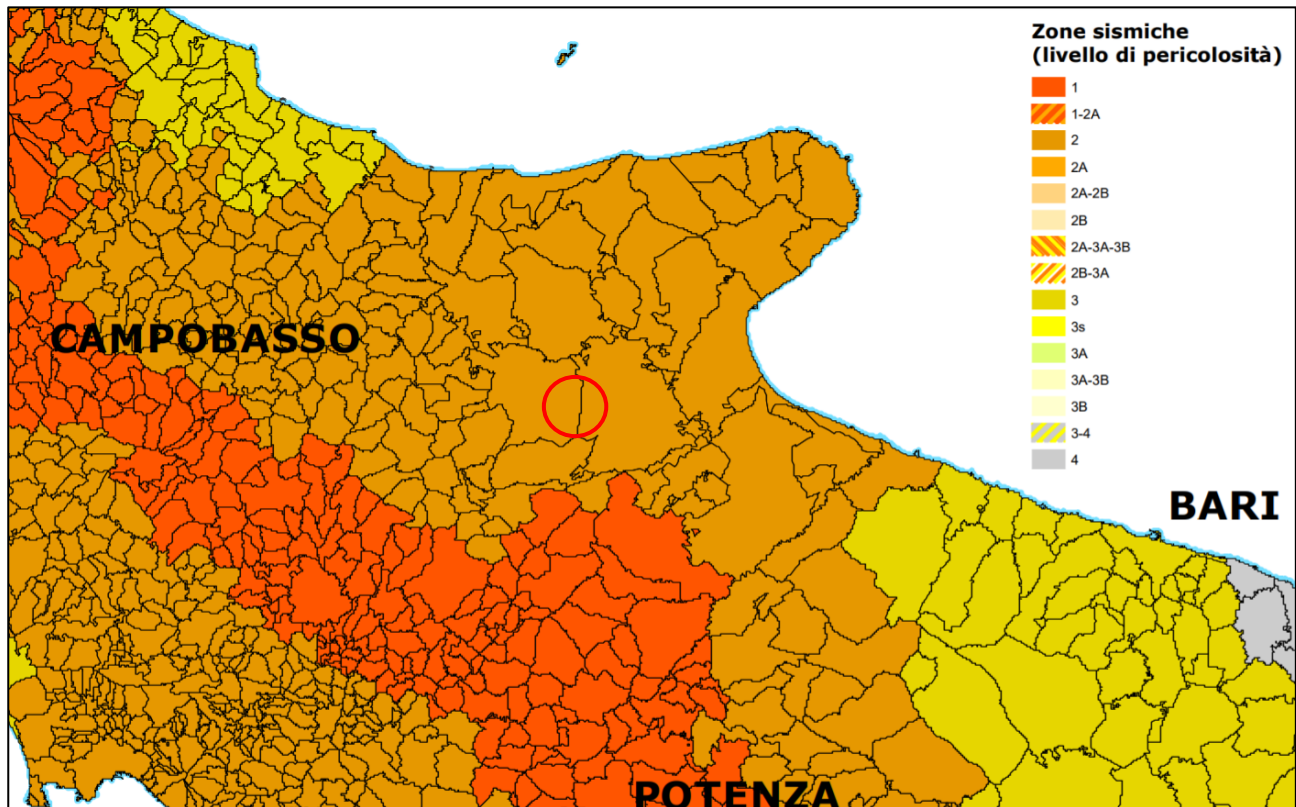 Zone sismiche
(livello di pericolosità)
1
1-2A
2
2A
2A-2B
2B
2A-3A-3B
2B-3A
3
3s
3A
3A-3B
3B
3-4
4
CAMPOBASSO
BARI
POTENZA